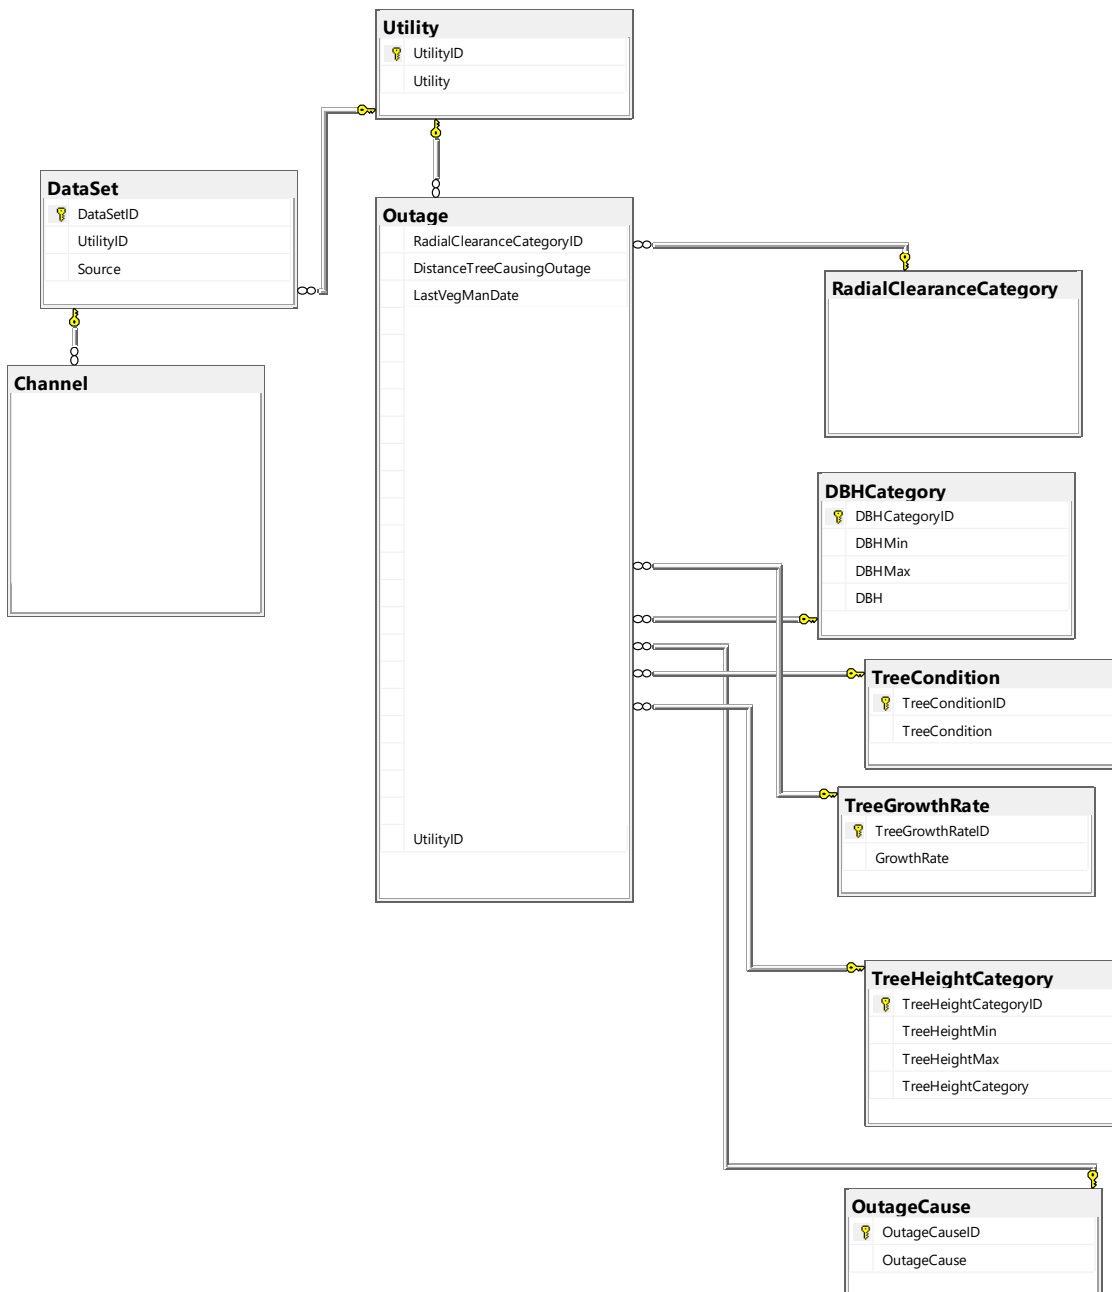 Utility
UtilityID
Utility
DataSet
DataSetID
UtilityID
Source
Channel
Outage
RadialClearanceCategoryID
DistanceTreeCausingOutage
LastVegManDate
UtilityID
RadialClearanceCategory
DBHCategory
DBHCategoryID
DBHMin
DBHMax
DBH
TreeCondition
TreeConditionID
TreeCondition
TreeGrowthRate
TreeGrowthRateID
GrowthRate
TreeHeightCategory
TreeHeightCategoryID
TreeHeightMin
TreeHeightMax
TreeHeightCategory
OutageCause
OutageCauseID
OutageCause